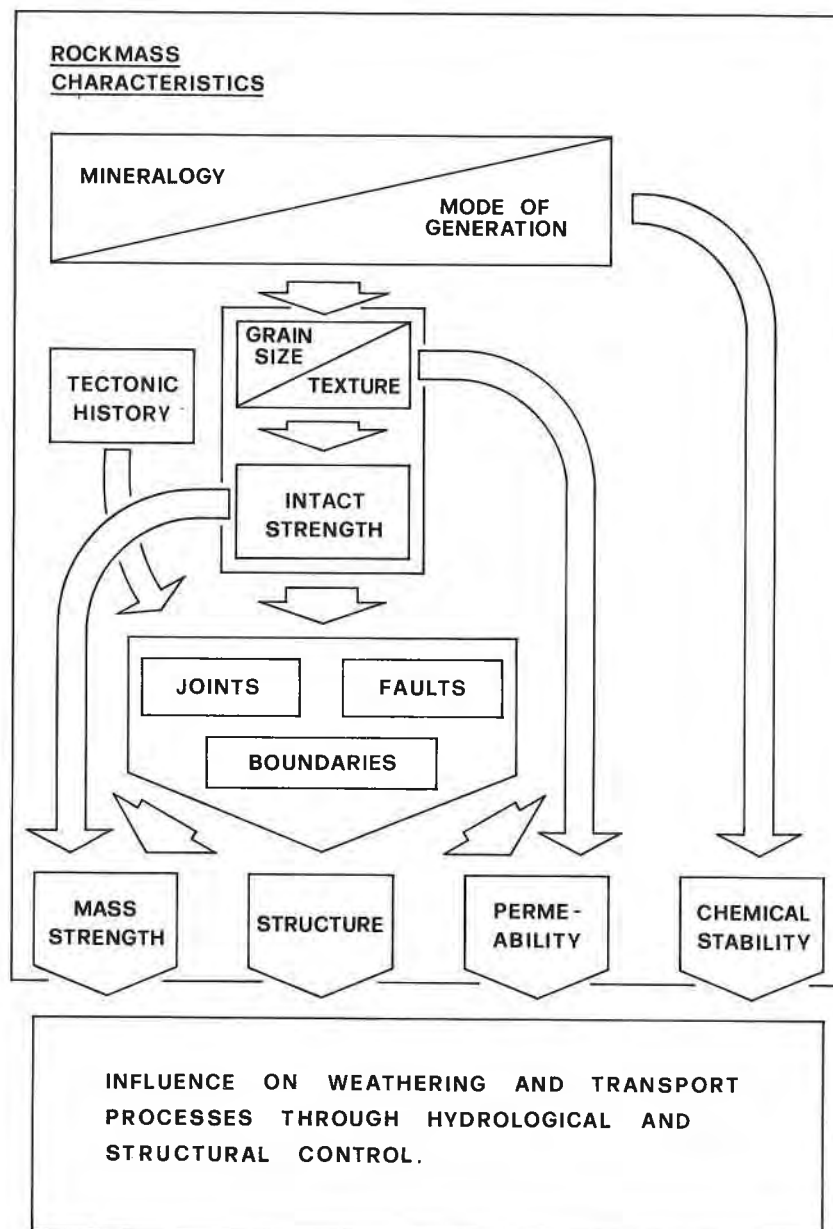 ROCKMASS
CHARACTERISTICS
MINERALOGY
MODE OF
GENERATION
GRAIN
SIZE
TEXTURE
TECTONIC
HISTORY
INTACT
STRENGTH
JOINTS
FAULTS
BOUNDARIES
MASS
STRENGTH
STRUCTURE
PERME-
ABILITY
CHEMICAL
STABILITY
INFLUENCE ON WEATHERING AND TRANSPORT
PROCESSES THROUGH HYDROLOGICAL AND
STRUCTURAL CONTROL.